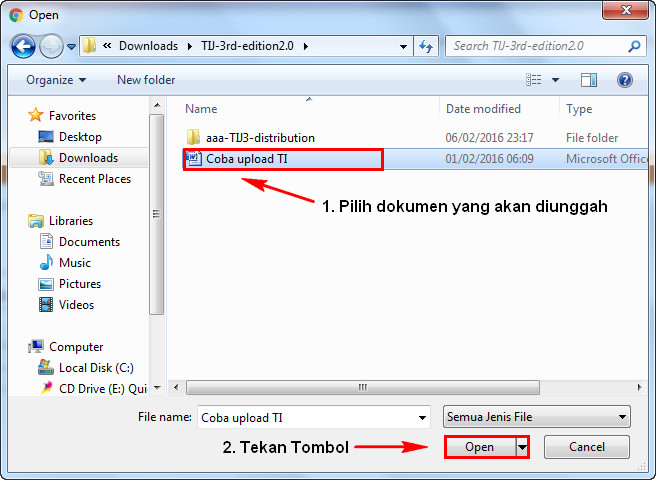 Open
« Downloads TIJ-3rd-edition2.0
Search TIJ-3rd-edition2.0
Organize New folder
Name Date modified Type
Favorites
Desktop
Downloads
Recent Places
Libraries
Documents
Music
Pictures
Videos
Computer
Local Disk (C:)
CD Drive (E:) Qui
aaa-TIJ3-distribution 06/02/2016 23:17 File folder
Coba upload TI 01/02/2016 06:09 Microsoft Offic
1. Pilih dokumen yang akan diunggah
File name: Coba upload TI Semua Jenis File
2. Tekan Tombol Open Cancel